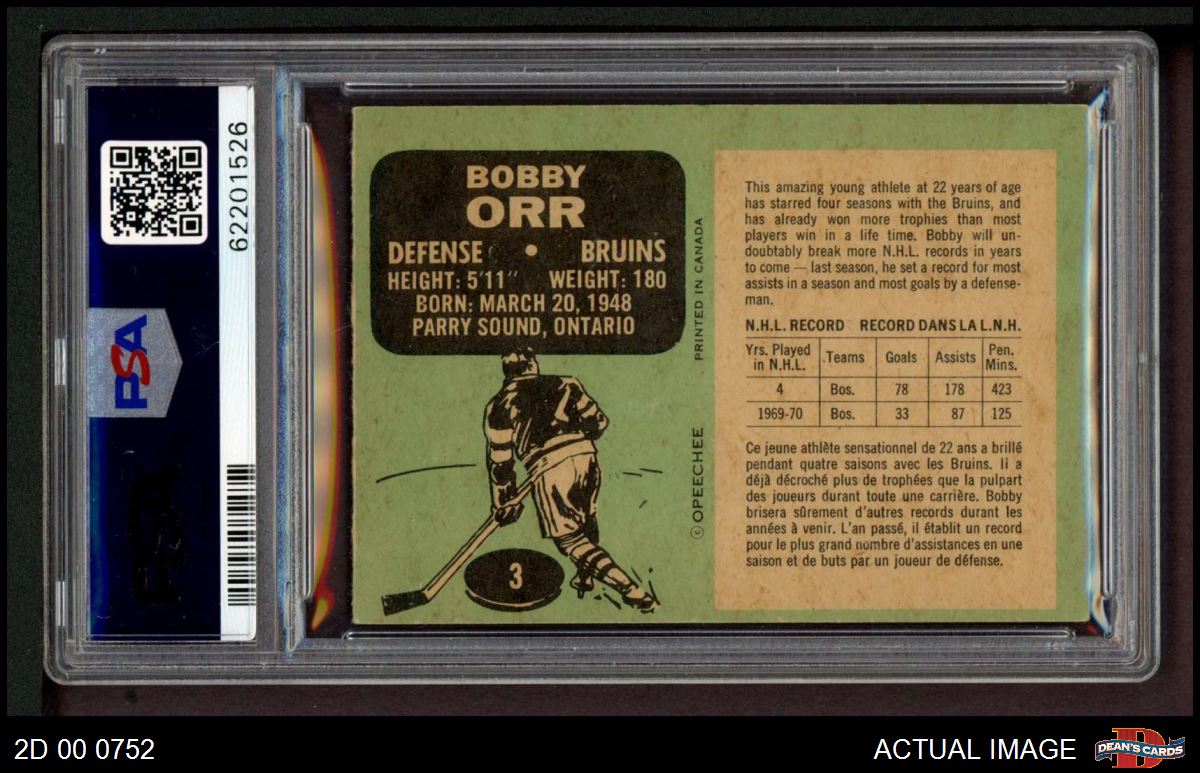 62201526
PSA
BOBBY
ORR
DEFENSE • BRUINS
HEIGHT: 5'11" WEIGHT: 180
BORN: MARCH 20, 1948
PARRY SOUND, ONTARIO
3
PRINTED IN CANADA
© OPEECHEE
This amazing young athlete at 22 years of age
has starred four seasons with the Bruins, and
has already won more trophies than most
players win in a life time. Bobby will un-
doubtably break more N.H.L. records in years
to come — last season, he set a record for most
assists in a season and most goals by a defense-
man.
N.H.L. RECORD RECORD DANS LA L.N.H.
Yrs. Played in N.H.L. Teams Goals Assists Pen. Mins.
4 Bos. 78 178 423
1969-70 Bos. 33 87 125
Ce jeune athlète sensationnel de 22 ans a brillé
pendant quatre saisons avec les Bruins. Il a
déjà décroché plus de trophées que la pulpart
des joueurs durant toute une carrière. Bobby
brisera sûrement d'autres records durant les
années à venir. L'an passé, il établit un record
pour le plus grand nombre d'assistances en une
saison et de buts par un joueur de défense.
2D 00 0752
ACTUAL IMAGE
DEAN'S CARDS